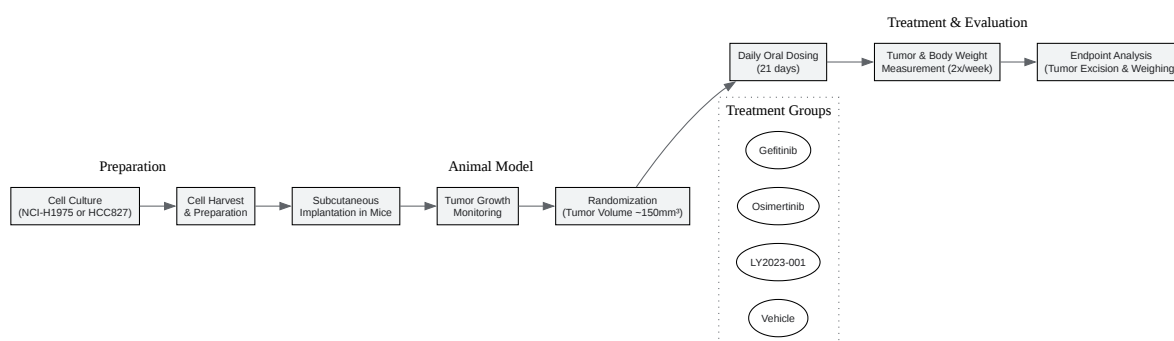 Preparation
Cell Culture
(NCI-H1975 or HCC827)
Cell Harvest
& Preparation
Animal Model
Subcutaneous
Implantation in Mice
Tumor Growth
Monitoring
Randomization
(Tumor Volume ~150mm³)
Treatment & Evaluation
Daily Oral Dosing
(21 days)
Tumor & Body Weight
Measurement (2x/week)
Endpoint Analysis
(Tumor Excision & Weighing
Treatment Groups
Gefitinib
Osimertinib
LY2023-001
Vehicle